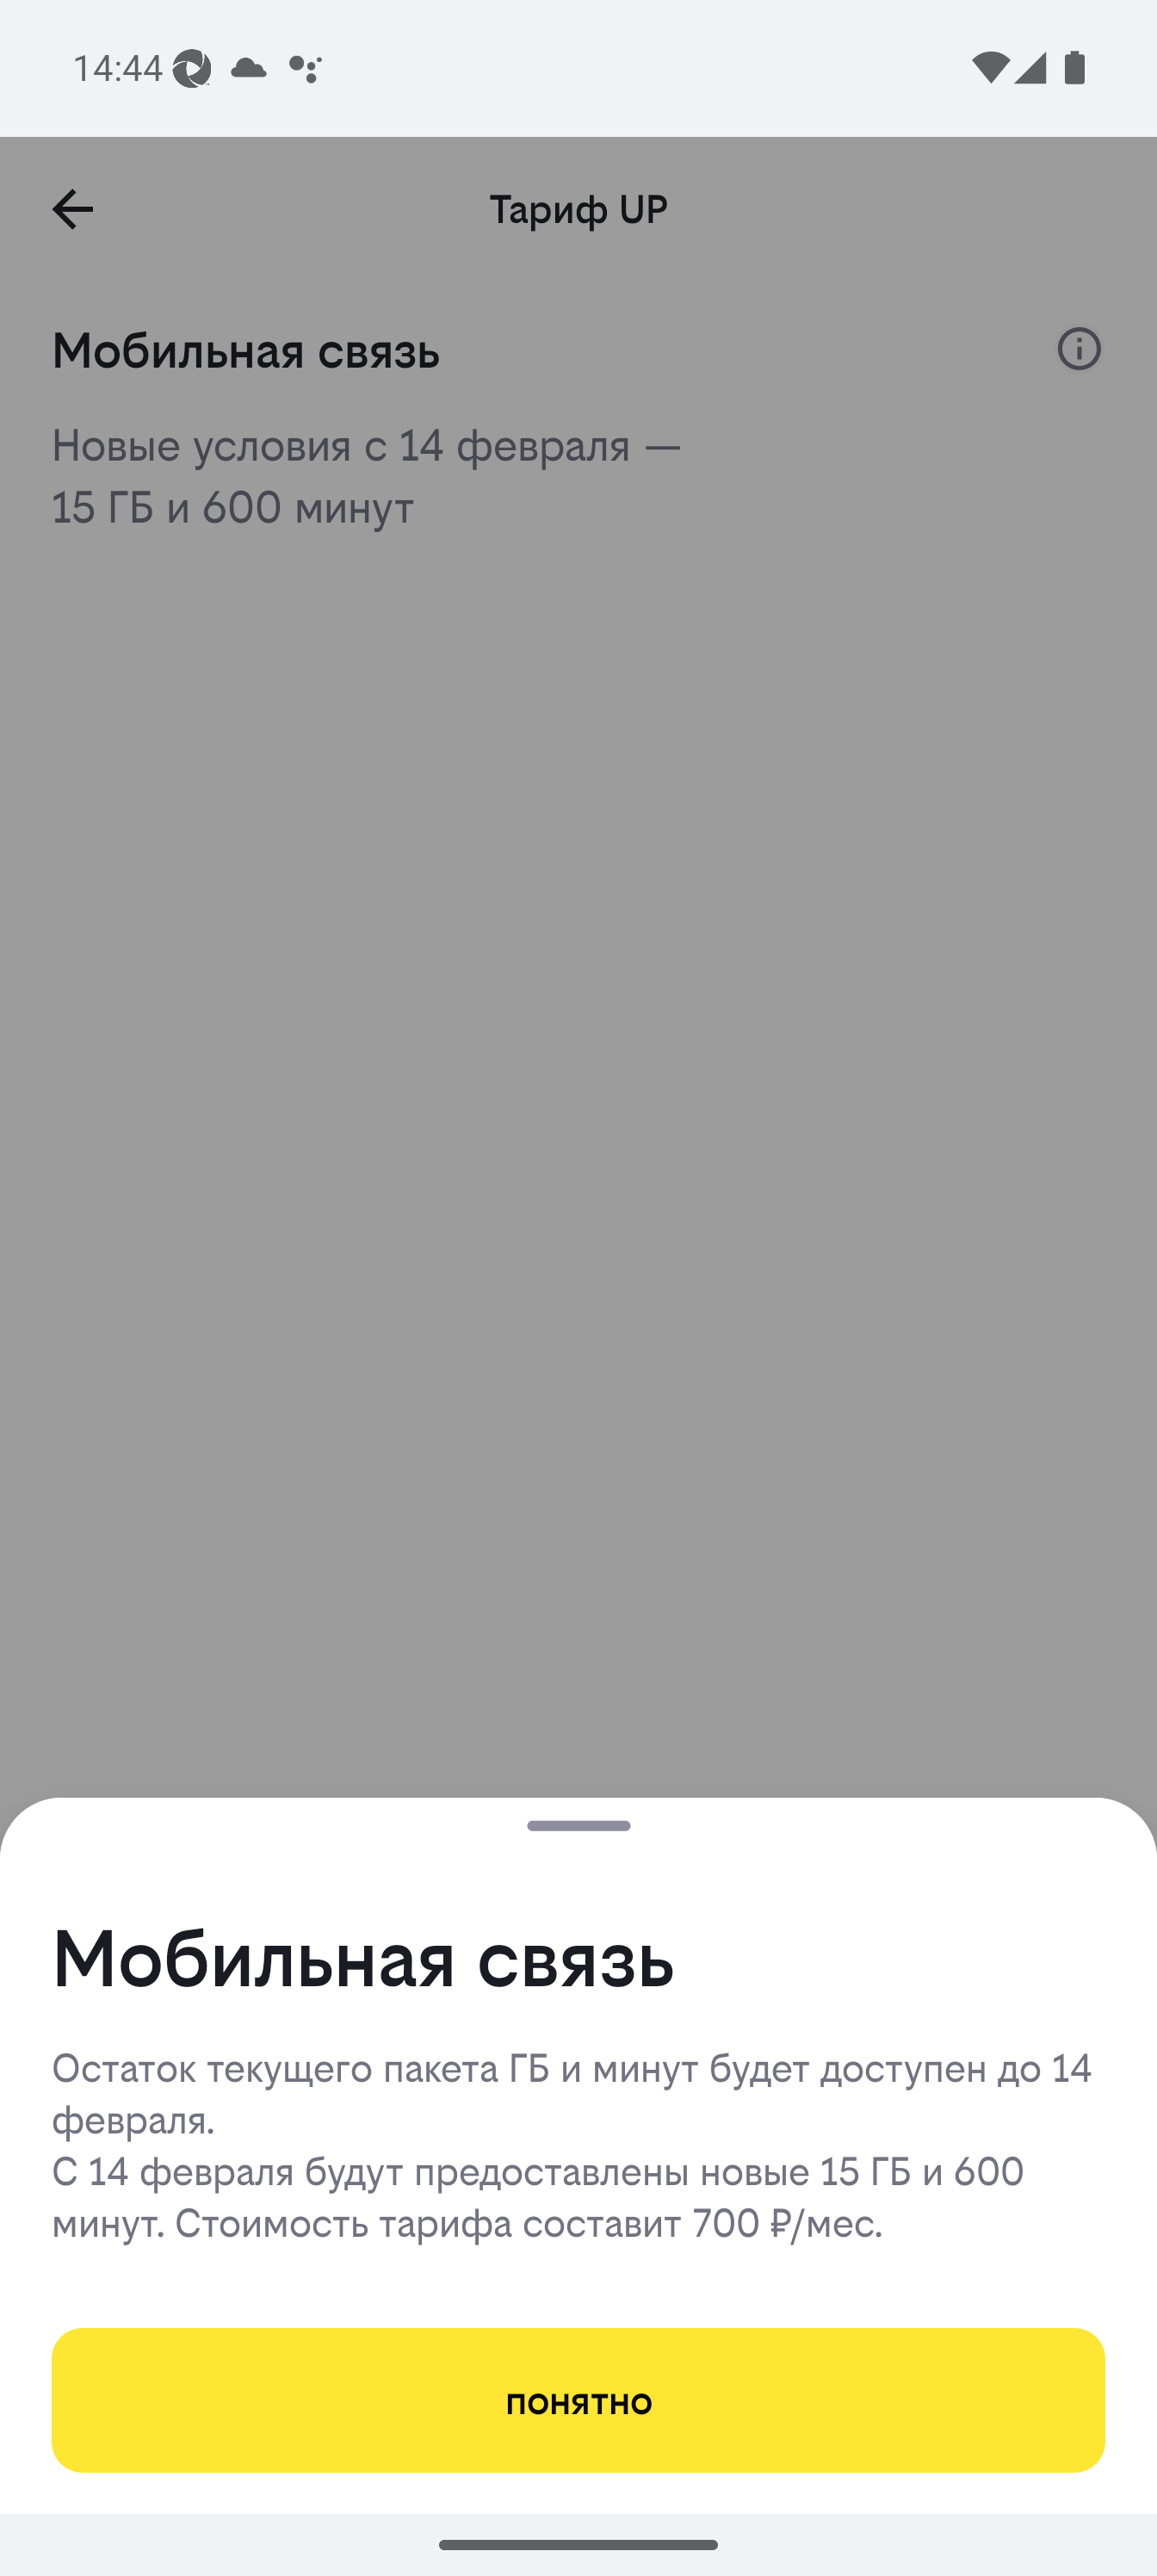 14:44
Тариф UP
Мобильная связь
Новые условия с 14 февраля —
15 ГБ и 600 минут
Мобильная связь
Остаток текущего пакета ГБ и минут будет доступен до 14
февраля.
С 14 февраля будут предоставлены новые 15 ГБ и 600
минут. Стоимость тарифа составит 700 ₽/мес.
понятно